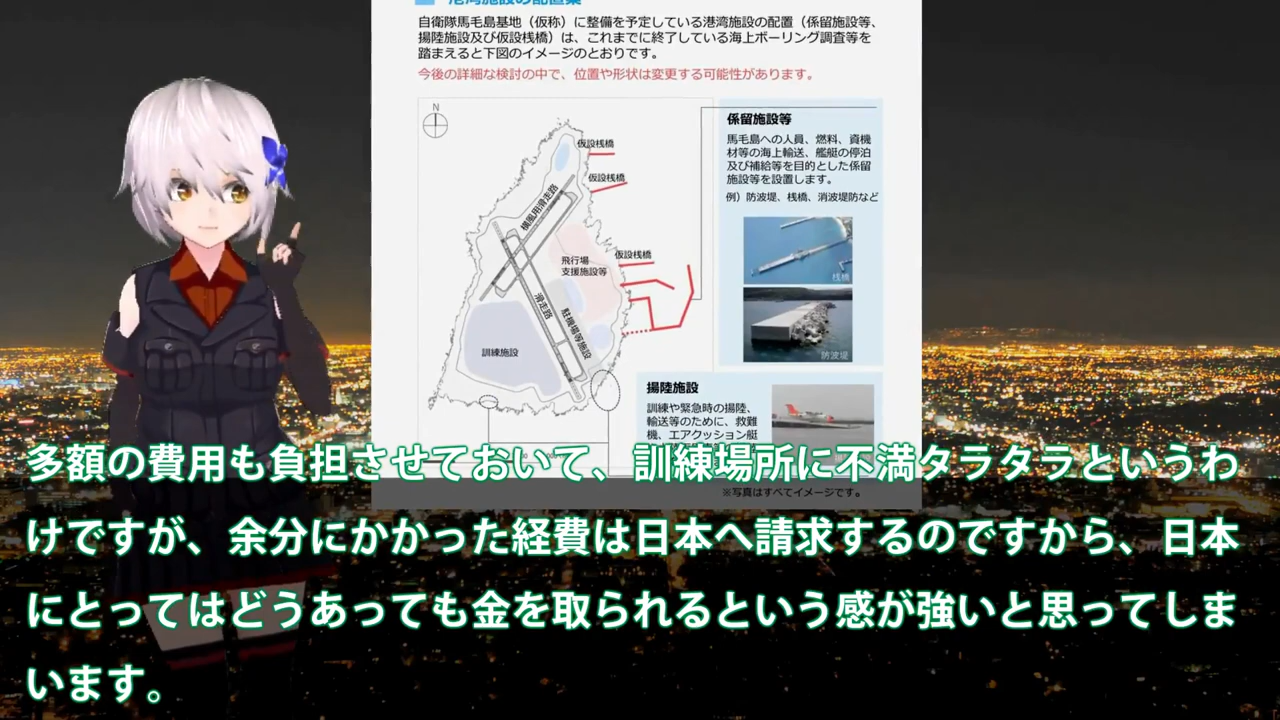 港湾施設の配置案
自衛隊馬毛島基地（仮称）に整備を予定している港湾施設の配置（係留施設等、
揚陸施設及び仮設桟橋）は、これまでに終了している海上ボーリング調査等を
踏まえると下図のイメージのとおりです。
今後の詳細な検討の中で、位置や形状は変更する可能性があります。
N
仮設桟橋
仮設桟橋
横風用滑走路
仮設桟橋
飛行場
支援施設等
滑走路
駐機場等施設
訓練施設
係留施設等
馬毛島への人員、燃料、資機
材等の海上輸送、艦艇の停泊
及び補給等を目的とした係留
施設等を設置します。
例）防波堤、桟橋、消波堤防など
桟橋
防波堤
揚陸施設
訓練や緊急時の揚陸、
輸送等のために、救難
機、エアクッション艇
※写真はすべてイメージです。
多額の費用も負担させておいて、訓練場所に不満タラタラというわ
けですが、余分にかかった経費は日本へ請求するのですから、日本
にとってはどうあっても金を取られるという感が強いと思ってしま
います。